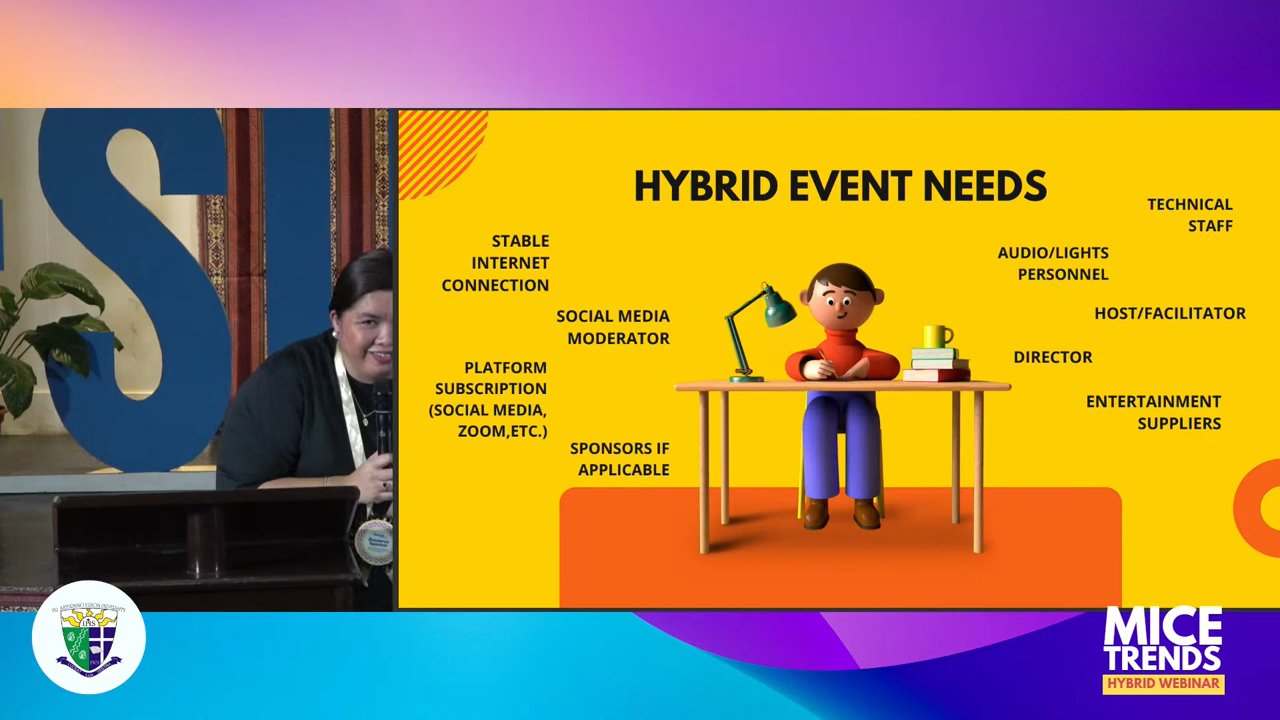 S
HYBRID EVENT NEEDS
STABLE
INTERNET
CONNECTION
SOCIAL MEDIA
MODERATOR
PLATFORM
SUBSCRIPTION
(SOCIAL MEDIA,
ZOOM,ETC.)
SPONSORS IF
APPLICABLE
TECHNICAL
STAFF
AUDIO/LIGHTS
PERSONNEL
HOST/FACILITATOR
DIRECTOR
ENTERTAINMENT
SUPPLIERS
IHS
MICE
TRENDS
HYBRID WEBINAR